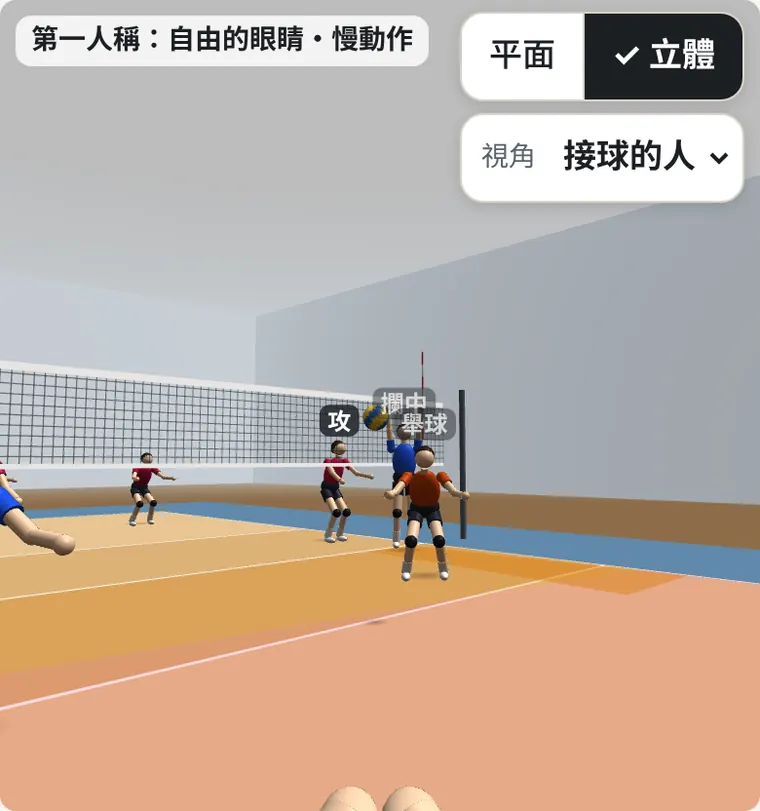 第一人稱：自由的眼睛・慢動作
平面
立體
視角
接球的人
攔中
攻
舉球